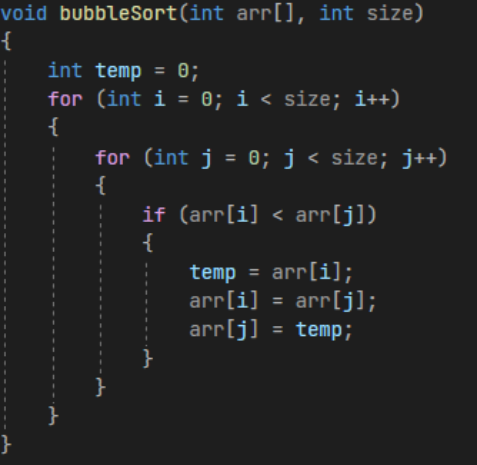 void bubbleSort(int arr[], int size)
{
    int temp = 0;
    for (int i = 0; i < size; i++)
    {
        for (int j = 0; j < size; j++)
        {
            if (arr[i] < arr[j])
            {
                temp = arr[i];
                arr[i] = arr[j];
                arr[j] = temp;
            }
        }
    }
}